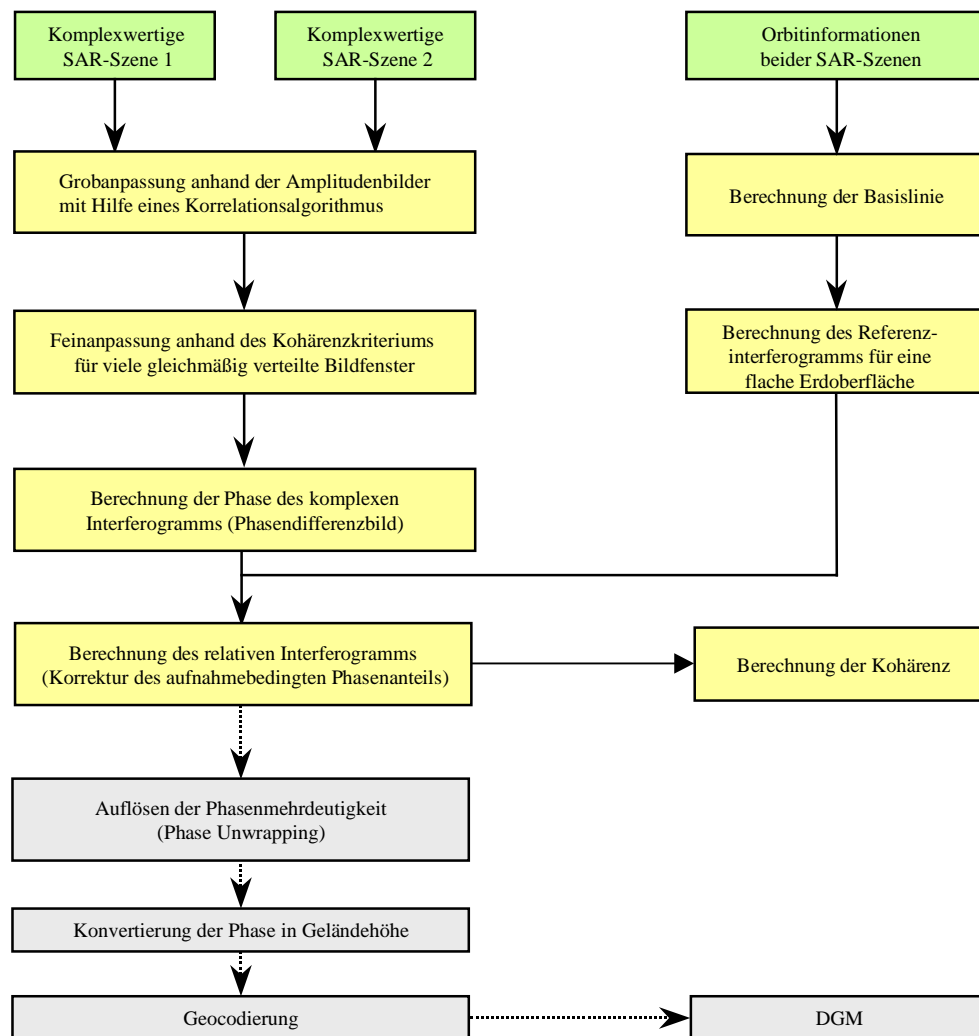 Komplexwertige
SAR-Szene 1
Komplexwertige
SAR-Szene 2
Orbitinformationen
beider SAR-Szenen
Grobanpassung anhand der Amplitudenbilder
mit Hilfe eines Korrelationsalgorithmus
Berechnung der Basislinie
Feinanpassung anhand des Kohärenzkriteriums
für viele gleichmäßig verteilte Bildfenster
Berechnung des Referenz-
interferogramms für eine
flache Erdoberfläche
Berechnung der Phase des komplexen
Interferogramms (Phasendifferenzbild)
Berechnung des relativen Interferogramms
(Korrektur des aufnahmebedingten Phasenanteils)
Berechnung der Kohärenz
Auflösen der Phasenmehrdeutigkeit
(Phase Unwrapping)
Konvertierung der Phase in Geländehöhe
Geocodierung
DGM